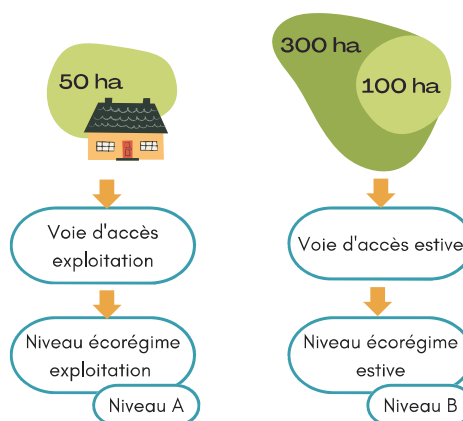 50 ha
300 ha
100 ha
Voie d'accès
exploitation
Voie d'accès estive
Niveau écorégime
exploitation
Niveau A
Niveau écorégime
estive
Niveau B